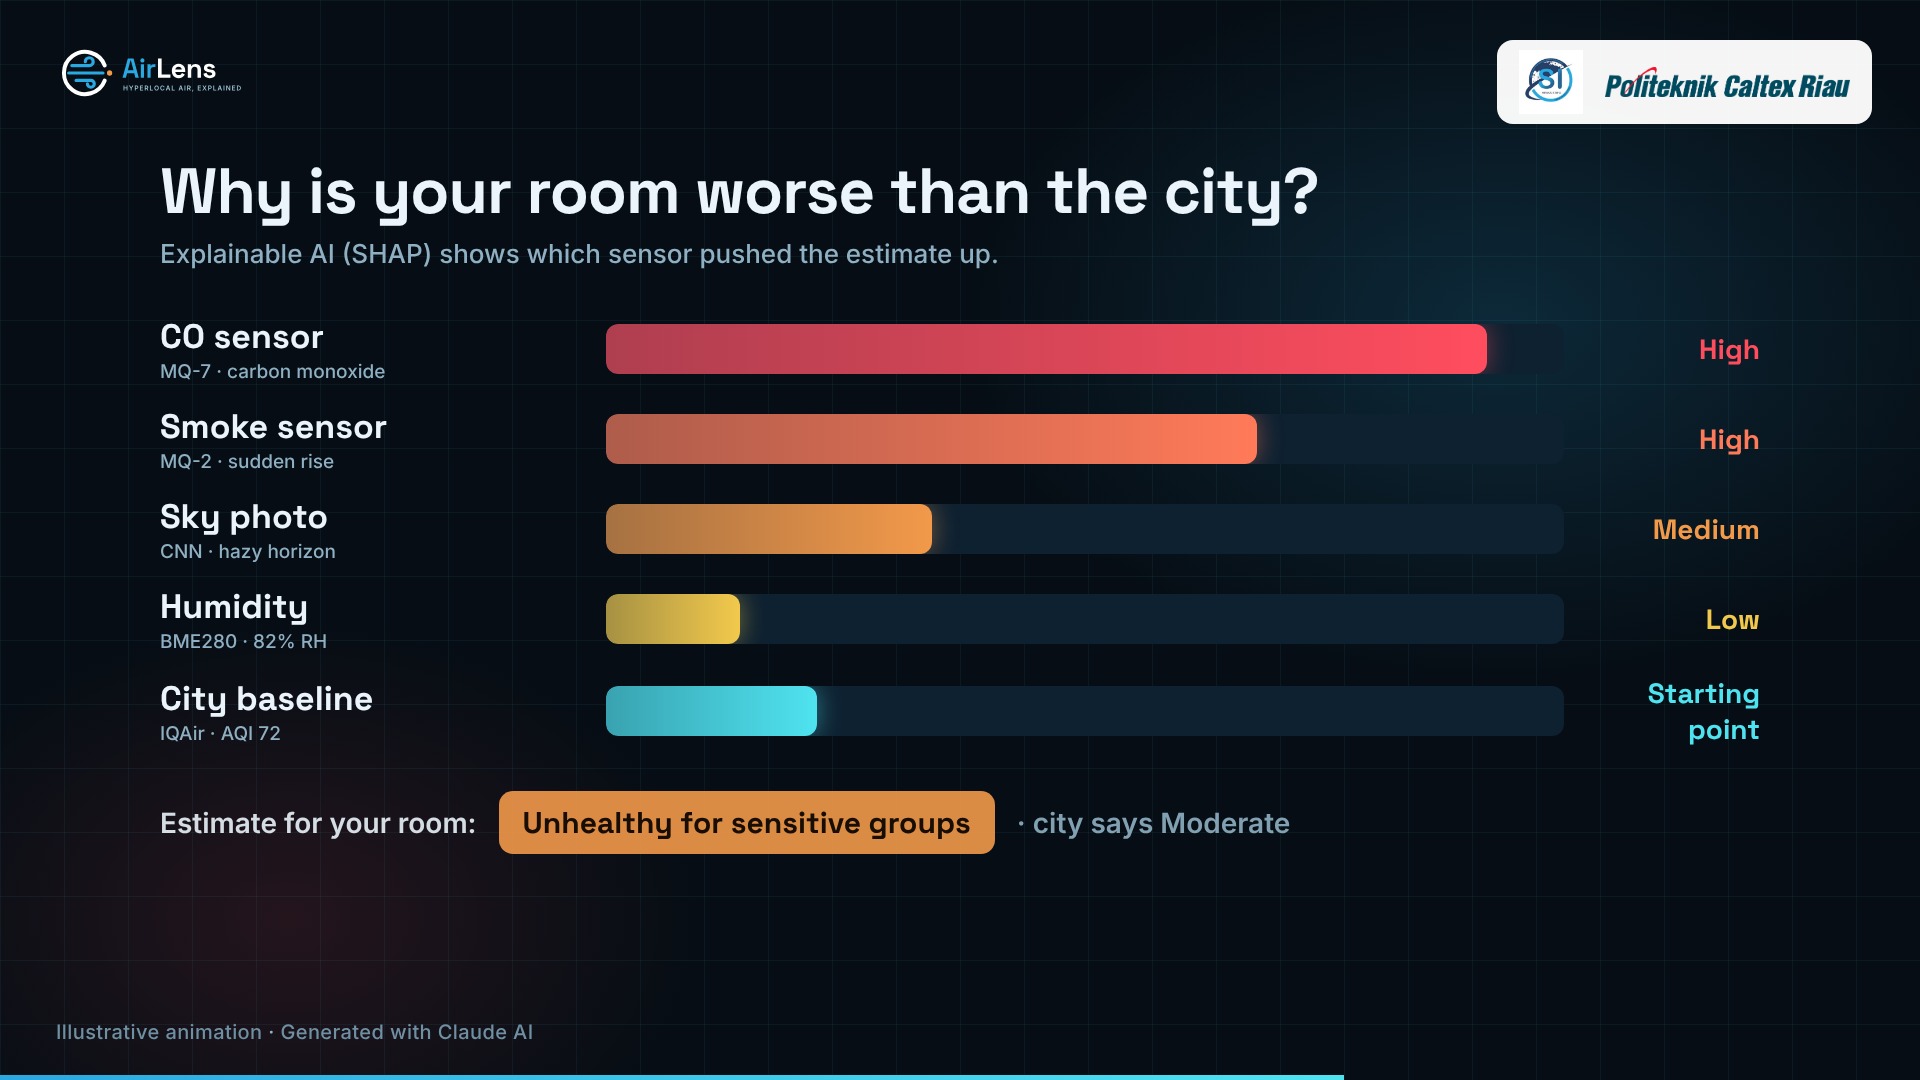 AirLens
HYPERLOCAL AIR, EXPLAINED
SI
Politeknik Caltex Riau
Why is your room worse than the city?
Explainable AI (SHAP) shows which sensor pushed the estimate up.
CO sensor
MQ-7 · carbon monoxide
High
Smoke sensor
MQ-2 · sudden rise
High
Sky photo
CNN · hazy horizon
Medium
Humidity
BME280 · 82% RH
Low
City baseline
IQAir · AQI 72
Starting
point
Estimate for your room: Unhealthy for sensitive groups · city says Moderate
Illustrative animation · Generated with Claude AI